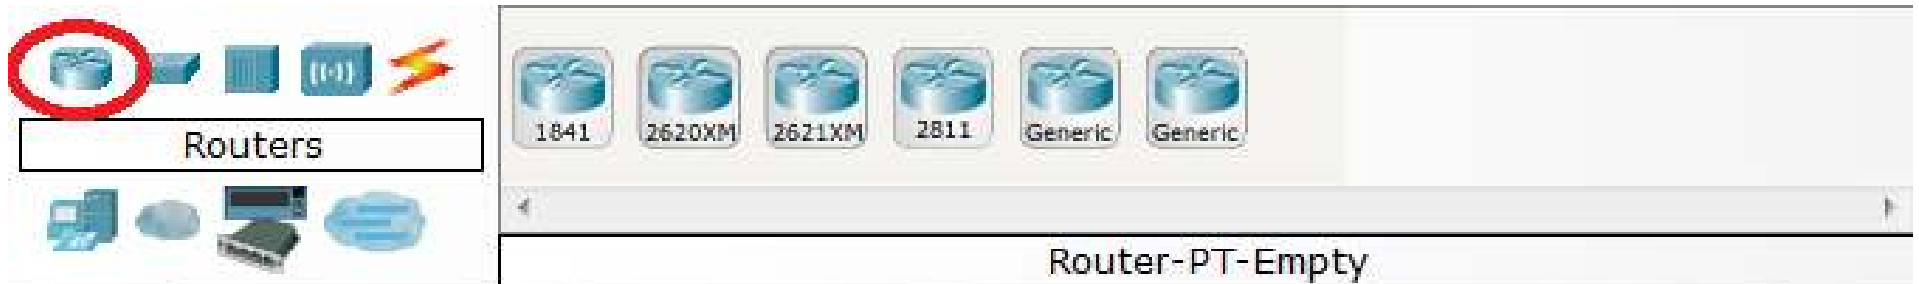 Routers
1841
2620XM
2621XM
2811
Generic
Generic
Router-PT-Empty